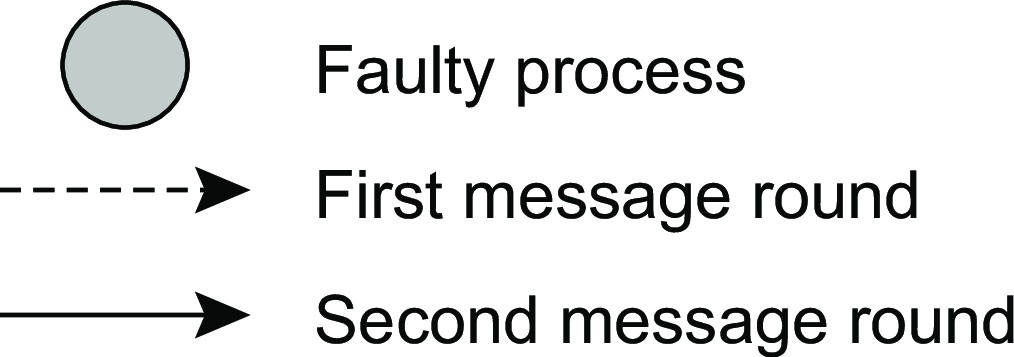 Faulty process
First message round
Second message round